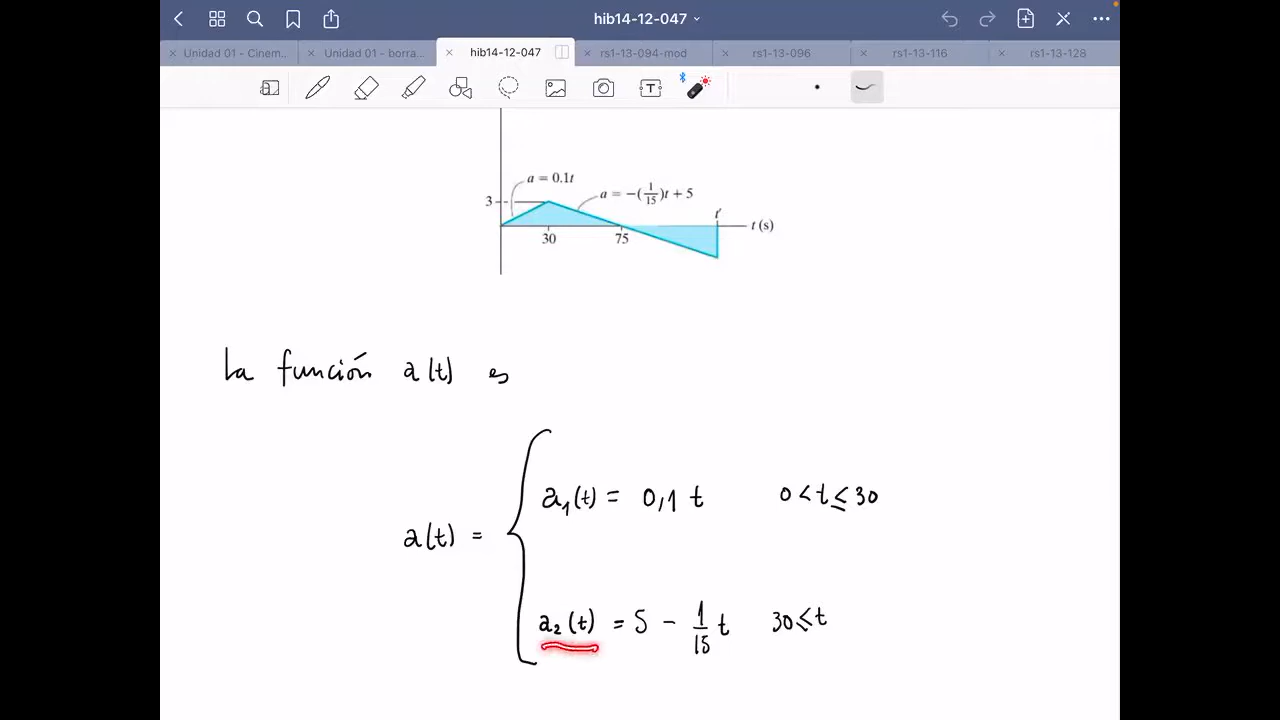 hib14-12-047
Unidad 01 - Cinem...
Unidad 01 - borra...
hib14-12-047
rs1-13-094-mod
rs1-13-096
rs1-13-116
rs1-13-128
T
a = 0.1t
a = −(1/15)t + 5
3
t'
t (s)
30
75
La función a(t) es
a(t) =
a₁(t) = 0,1 t 0 < t ≤ 30
a₂(t) = 5 − 1/15 t 30 ≤ t